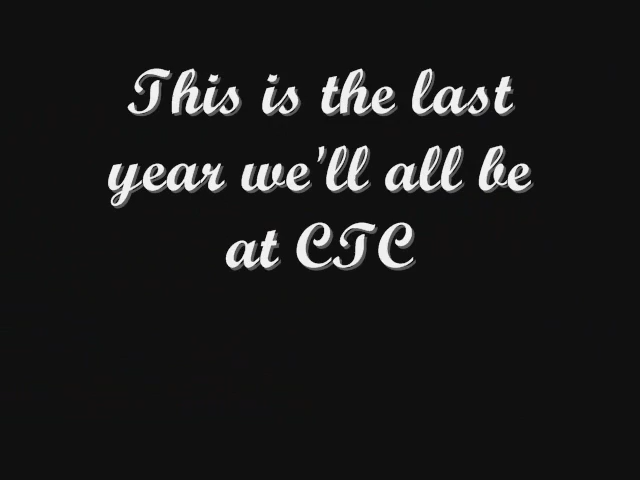 This is the last
year we'll all be
at CTC